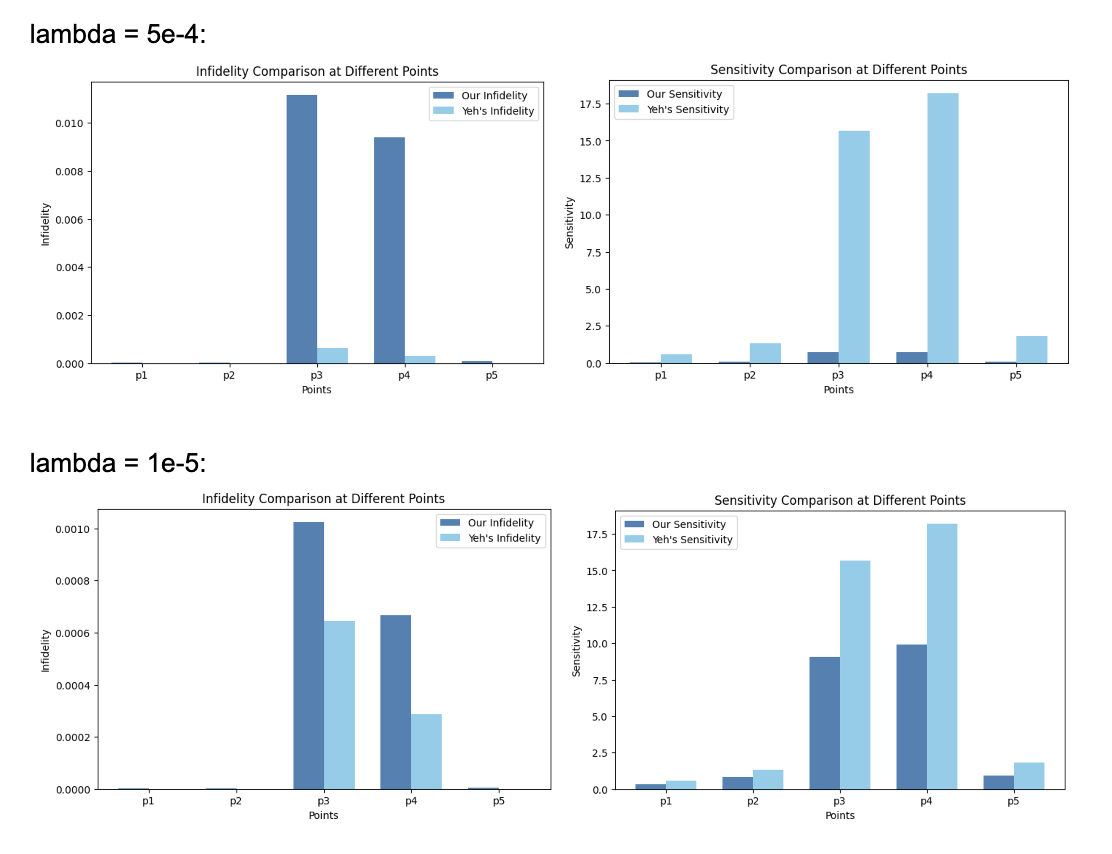 lambda = 5e-4:
Infidelity Comparison at Different Points
Our Infidelity
Yeh's Infidelity
0.010
0.008
0.006
0.004
0.002
0.000
Infidelity
p1 p2 p3 p4 p5
Points
Sensitivity Comparison at Different Points
Our Sensitivity
Yeh's Sensitivity
17.5
15.0
12.5
10.0
7.5
5.0
2.5
0.0
Sensitivity
p1 p2 p3 p4 p5
Points
lambda = 1e-5:
Infidelity Comparison at Different Points
Our Infidelity
Yeh's Infidelity
0.0010
0.0008
0.0006
0.0004
0.0002
0.0000
Infidelity
p1 p2 p3 p4 p5
Points
Sensitivity Comparison at Different Points
Our Sensitivity
Yeh's Sensitivity
17.5
15.0
12.5
10.0
7.5
5.0
2.5
0.0
Sensitivity
p1 p2 p3 p4 p5
Points